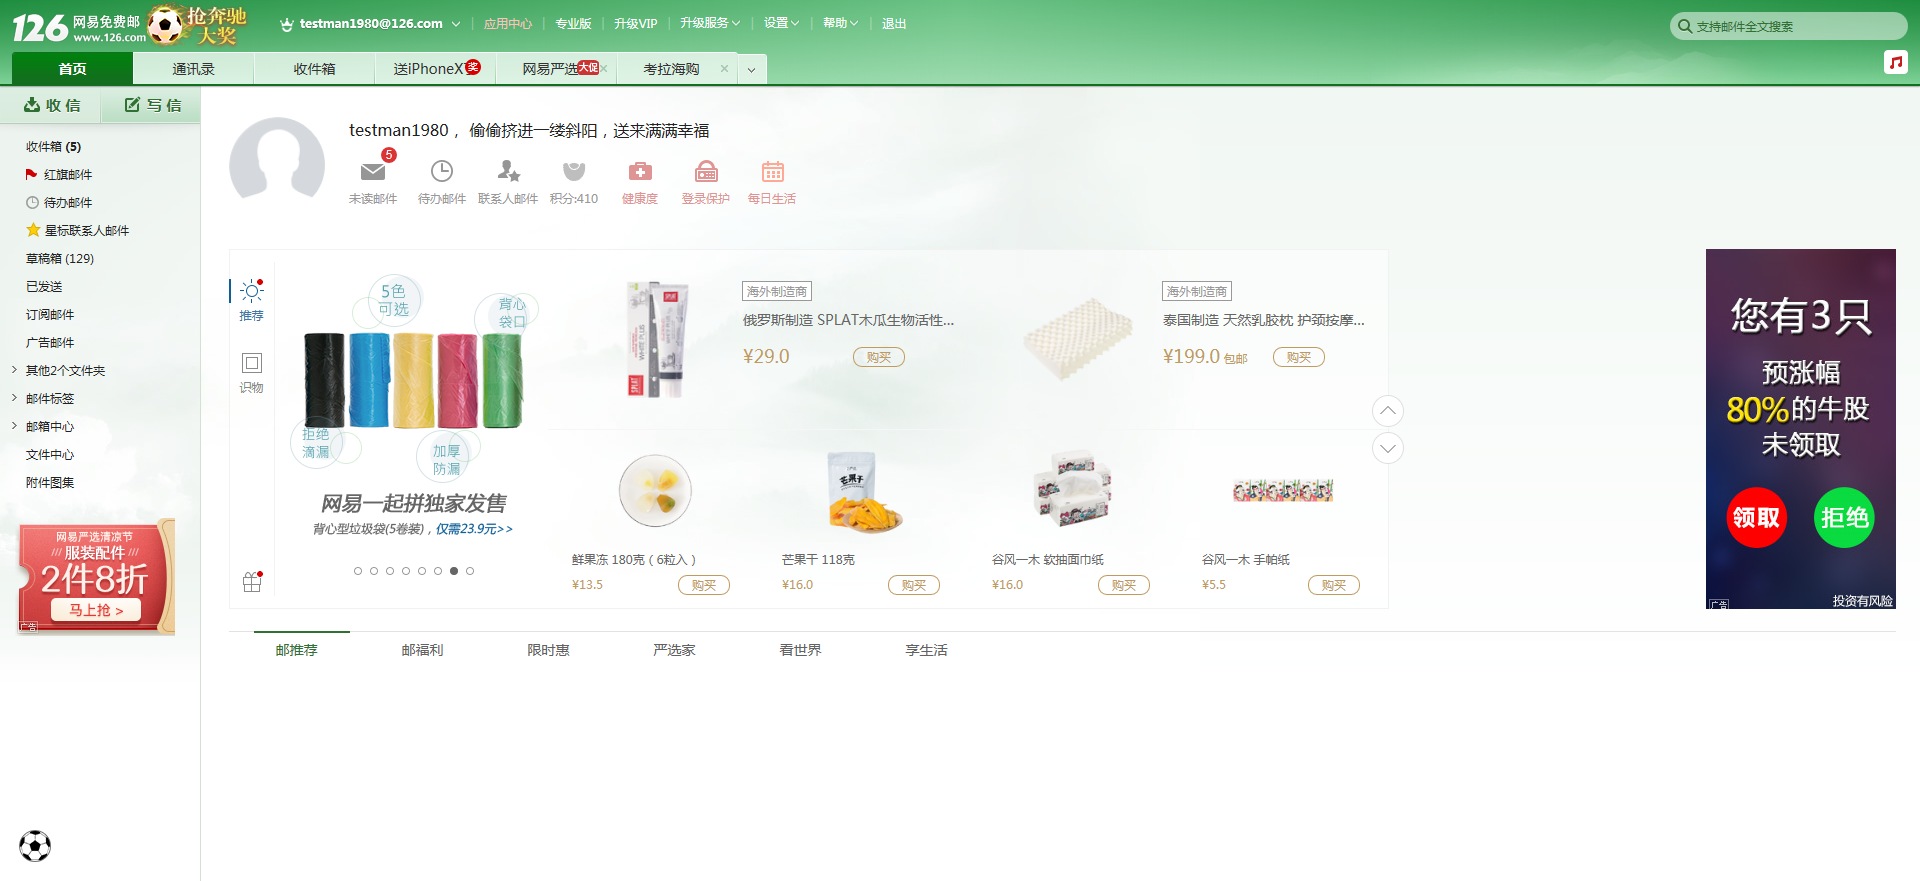 126 网易免费邮
www.126.com
抢奔驰
大奖
testman1980@126.com
应用中心
专业版
升级VIP
升级服务
设置
帮助
退出
支持邮件全文搜索
首页
通讯录
收件箱
送iPhoneX
奖
网易严选
大促
考拉海购
收 信
写 信
收件箱 (5)
红旗邮件
待办邮件
星标联系人邮件
草稿箱 (129)
已发送
订阅邮件
广告邮件
其他2个文件夹
邮件标签
邮箱中心
文件中心
附件图集
网易严选清凉节
服装配件
2件8折
马上抢 >
广告
testman1980， 偷偷挤进一缕斜阳，送来满满幸福
5
未读邮件
待办邮件
联系人邮件
积分:410
健康度
登录保护
每日生活
推荐
识物
5色
可选
背心
袋口
拒绝
滴漏
加厚
防漏
网易一起拼独家发售
背心型垃圾袋(5卷装)，仅需23.9元>>
SPLAT
海外制造商
俄罗斯制造 SPLAT木瓜生物活性...
¥29.0
购买
海外制造商
泰国制造 天然乳胶枕 护颈按摩...
¥199.0 包邮
购买
芒果干
鲜果冻 180克（6粒入）
¥13.5
购买
芒果干 118克
¥16.0
购买
谷风一木 软抽面巾纸
¥16.0
购买
谷风一木 手帕纸
¥5.5
购买
您有3只
预涨幅
80%的牛股
未领取
领取
拒绝
广告
投资有风险
邮推荐
邮福利
限时惠
严选家
看世界
享生活